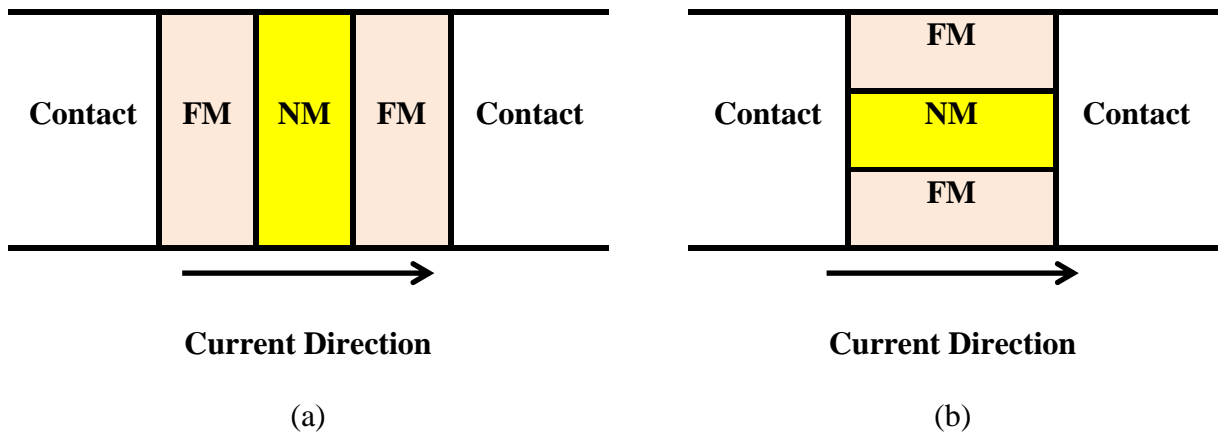 Contact FM NM FM Contact
Current Direction
(a)
FM
Contact NM Contact
FM
Current Direction
(b)